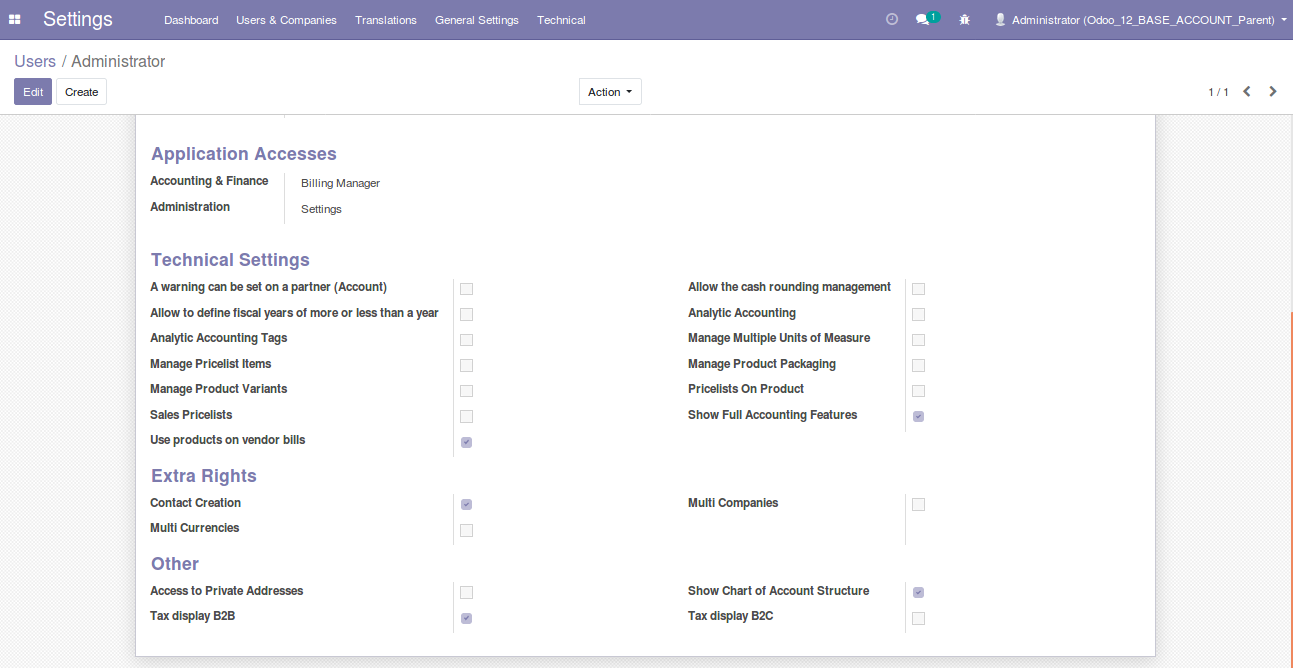 Settings Dashboard Users & Companies Translations General Settings Technical 1 Administrator (Odoo_12_BASE_ACCOUNT_Parent)
Users / Administrator
Edit Create Action 1 / 1
Application Accesses
Accounting & Finance Billing Manager
Administration Settings
Technical Settings
A warning can be set on a partner (Account) Allow the cash rounding management
Allow to define fiscal years of more or less than a year Analytic Accounting
Analytic Accounting Tags Manage Multiple Units of Measure
Manage Pricelist Items Manage Product Packaging
Manage Product Variants Pricelists On Product
Sales Pricelists Show Full Accounting Features
Use products on vendor bills
Extra Rights
Contact Creation Multi Companies
Multi Currencies
Other
Access to Private Addresses Show Chart of Account Structure
Tax display B2B Tax display B2C